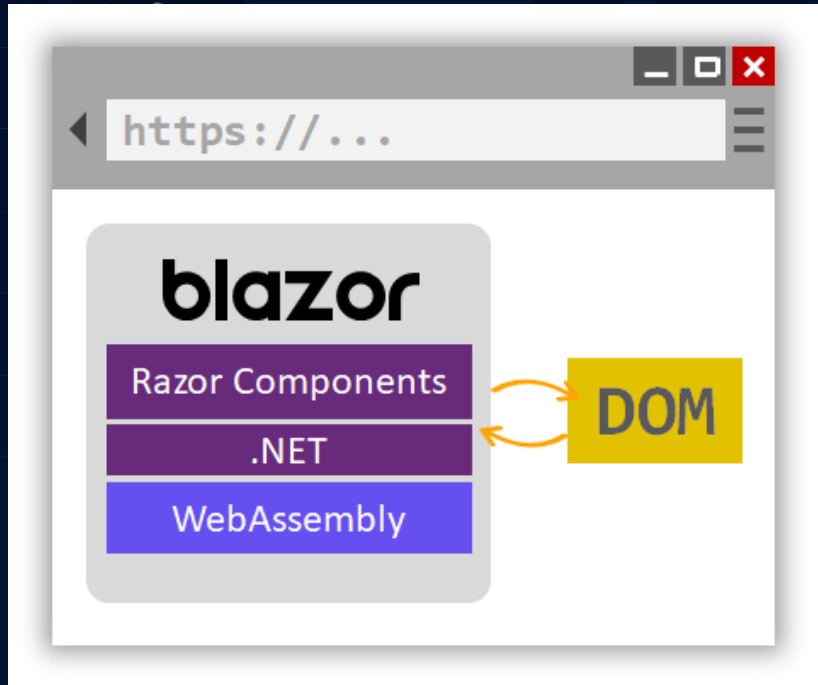 https://...
blazor
Razor Components
.NET
WebAssembly
DOM